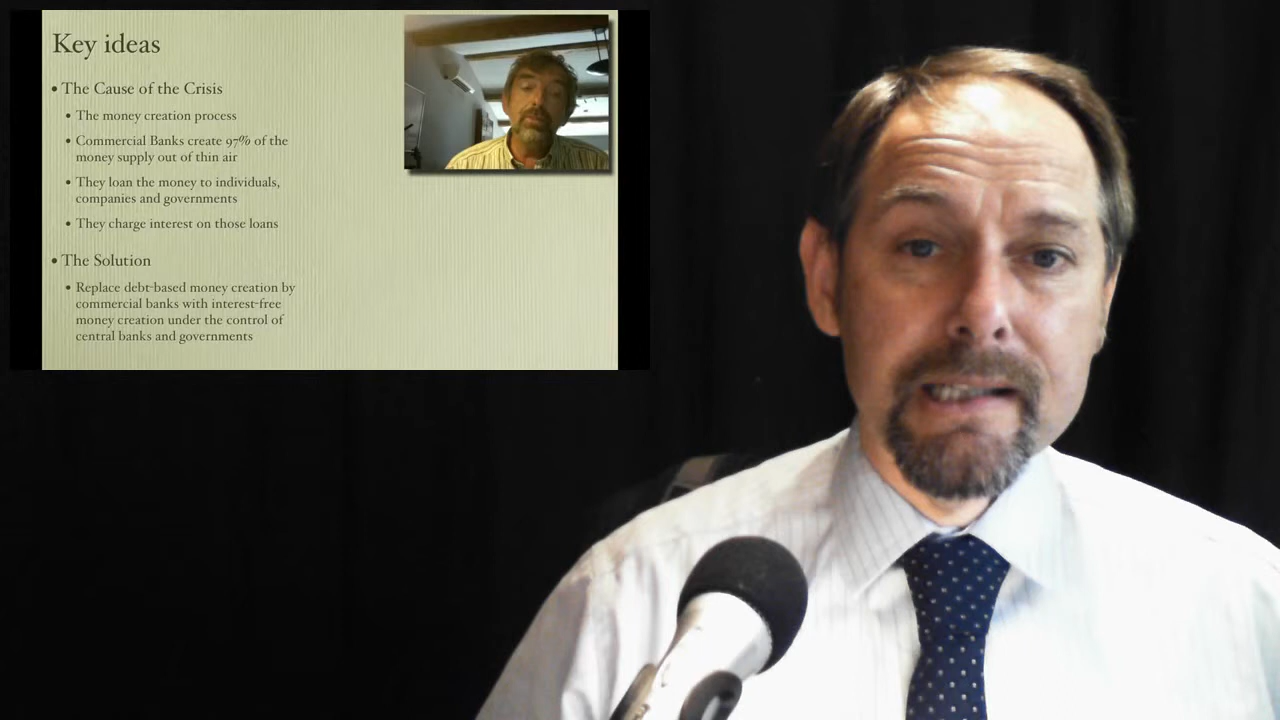 Key ideas
• The Cause of the Crisis
• The money creation process
• Commercial Banks create 97% of the
money supply out of thin air
• They loan the money to individuals,
companies and governments
• They charge interest on those loans
• The Solution
• Replace debt-based money creation by
commercial banks with interest-free
money creation under the control of
central banks and governments